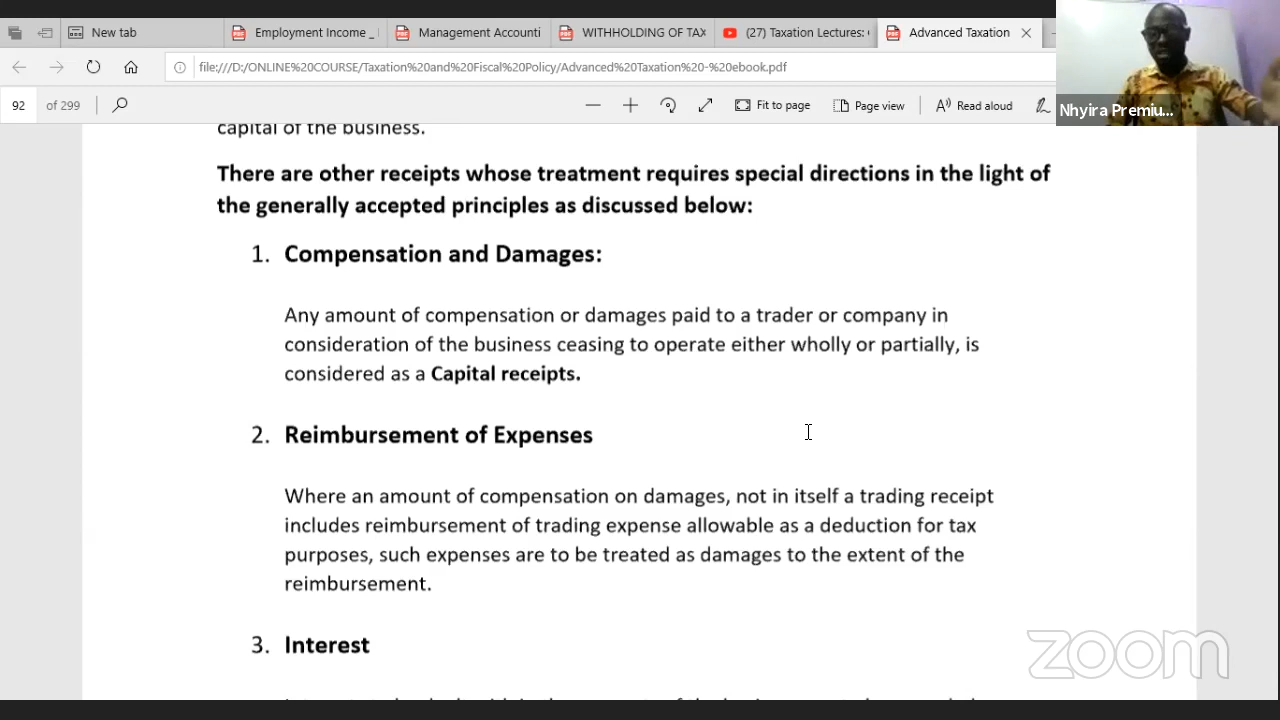 New tab
Employment Income _
Management Accounti
WITHHOLDING OF TAX
(27) Taxation Lectures:
Advanced Taxation
file:///D:/ONLINE%20COURSE/Taxation%20and%20Fiscal%20Policy/Advanced%20Taxation%20-%20ebook.pdf
92 of 299
Fit to page
Page view
Read aloud
Nhyira Premiu...
capital of the business.
There are other receipts whose treatment requires special directions in the light of
the generally accepted principles as discussed below:
1. Compensation and Damages:
Any amount of compensation or damages paid to a trader or company in
consideration of the business ceasing to operate either wholly or partially, is
considered as a Capital receipts.
2. Reimbursement of Expenses
Where an amount of compensation on damages, not in itself a trading receipt
includes reimbursement of trading expense allowable as a deduction for tax
purposes, such expenses are to be treated as damages to the extent of the
reimbursement.
3. Interest
zoom